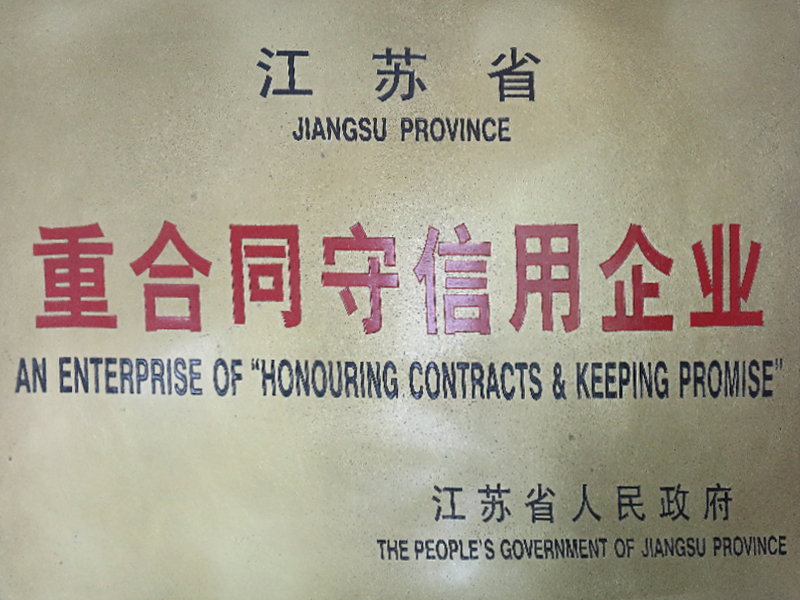 江苏省
JIANGSU PROVINCE
重合同守信用企业
AN ENTERPRISE OF "HONOURING CONTRACTS & KEEPING PROMISE"
江苏省人民政府
THE PEOPLE'S GOVERNMENT OF JIANGSU PROVINCE